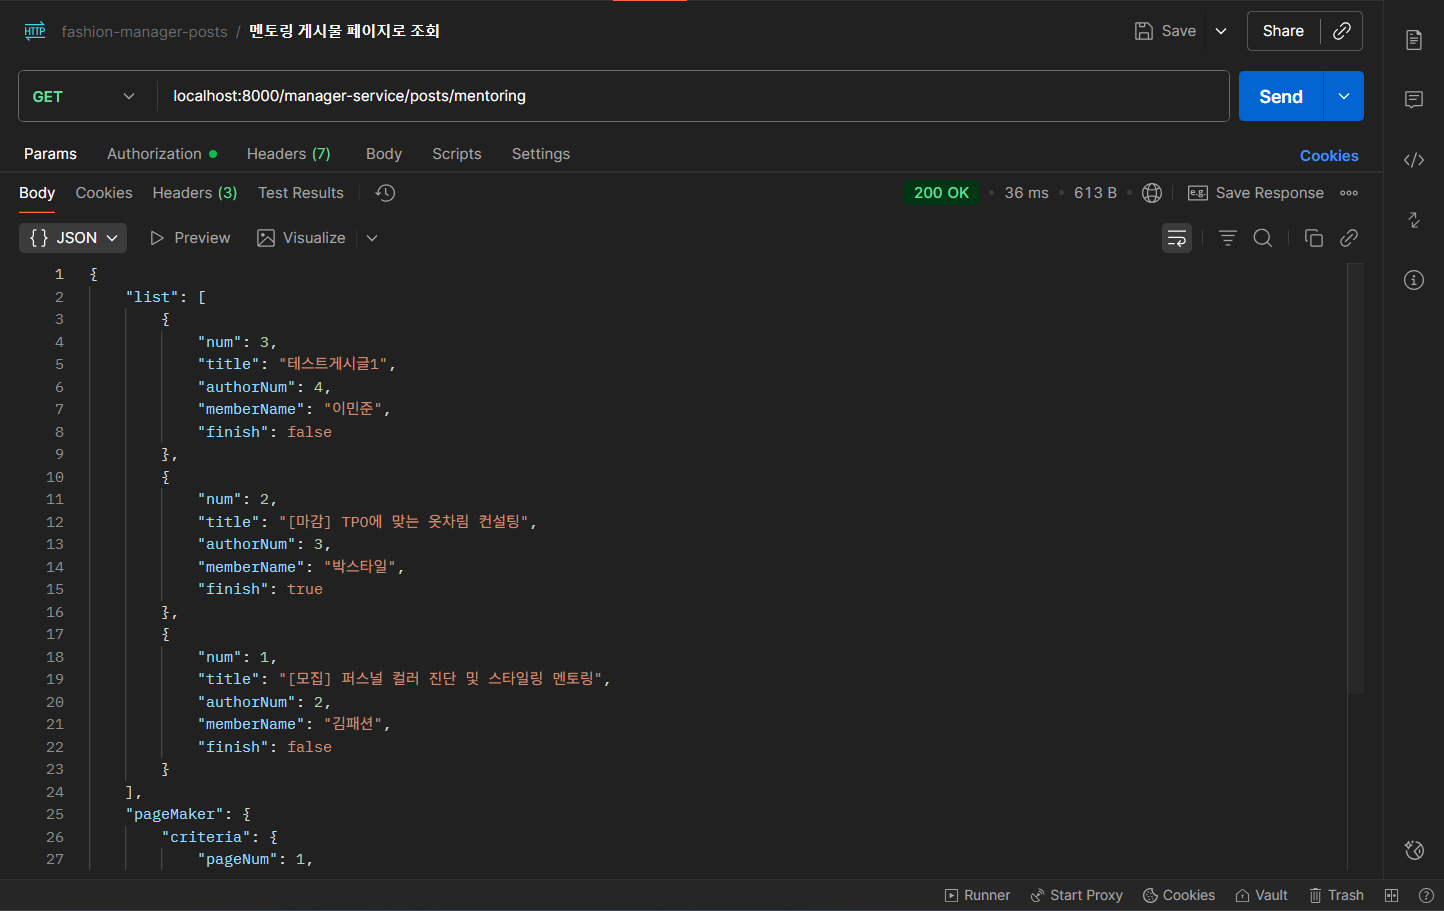 HTTP fashion-manager-posts / 멘토링 게시물 페이지로 조회 Save Share
GET localhost:8000/manager-service/posts/mentoring Send
Params Authorization Headers (7) Body Scripts Settings Cookies
Body Cookies Headers (3) Test Results 200 OK 36 ms 613 B e.g. Save Response
{} JSON Preview Visualize
1 {
2 "list": [
3 {
4 "num": 3,
5 "title": "테스트게시글1",
6 "authorNum": 4,
7 "memberName": "이민준",
8 "finish": false
9 },
10 {
11 "num": 2,
12 "title": "[마감] TPO에 맞는 옷차림 컨설팅",
13 "authorNum": 3,
14 "memberName": "박스타일",
15 "finish": true
16 },
17 {
18 "num": 1,
19 "title": "[모집] 퍼스널 컬러 진단 및 스타일링 멘토링",
20 "authorNum": 2,
21 "memberName": "김패션",
22 "finish": false
23 }
24 ],
25 "pageMaker": {
26 "criteria": {
27 "pageNum": 1,
Runner Start Proxy Cookies Vault Trash